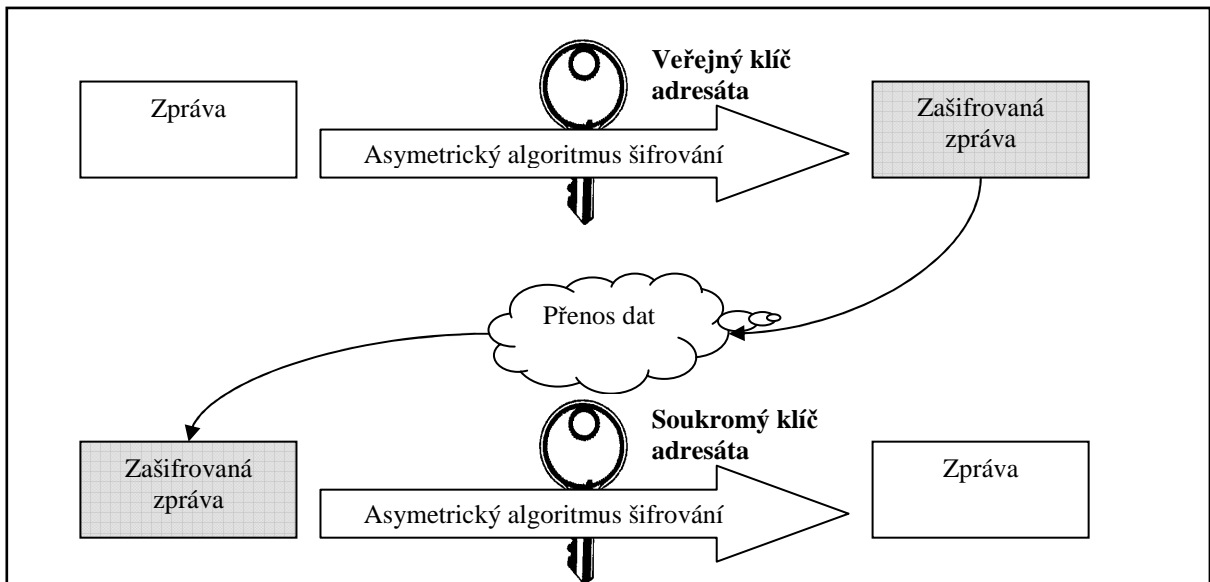 Veřejný klíč
adresáta
Zpráva
Asymetrický algoritmus šifrování
Zašifrovaná
zpráva
Přenos dat
Soukromý klíč
adresáta
Zašifrovaná
zpráva
Asymetrický algoritmus šifrování
Zpráva